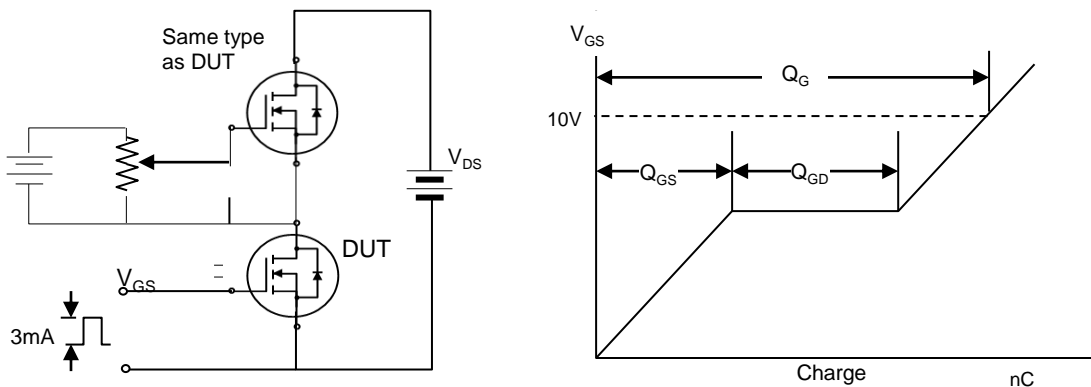 Same type
as DUT
V_DS
DUT
V_GS
3mA
V_GS
Q_G
10V
Q_GS
Q_GD
Charge
nC